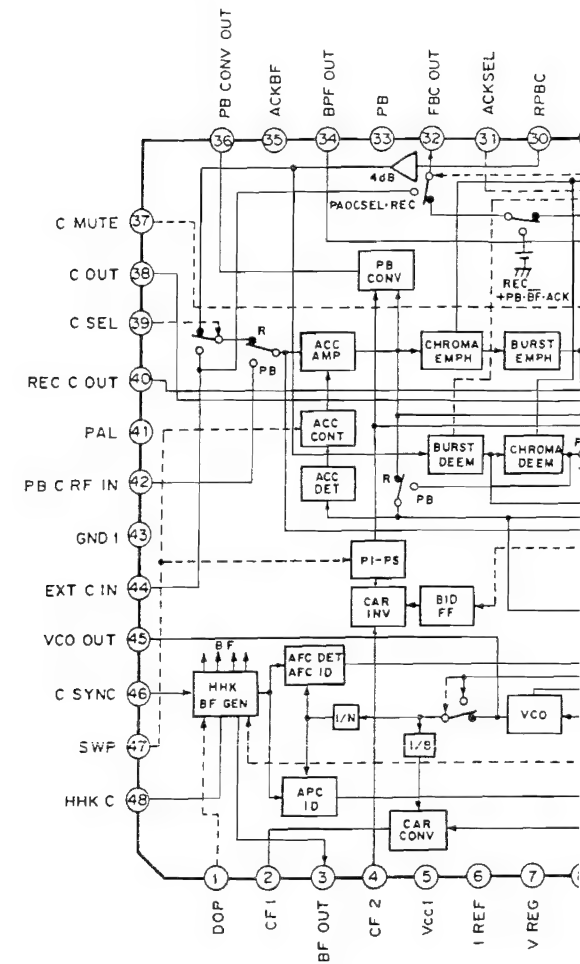 PB CONV OUT
ACKBF
BPF OUT
PB
FBC OUT
ACKSEL
RPBC
36
35
34
33
32
31
30
4dB
PAOCSEL·REC
C MUTE
37
C OUT
38
C SEL
39
REC C OUT
40
PAL
41
PB C RF IN
42
GND 1
43
EXT C IN
44
VCO OUT
45
C SYNC
46
SWP
47
HHK C
48
PB
CONV
REC
+PB·BF·ACK
R
PB
ACC
AMP
CHROMA
EMPH
BURST
EMPH
ACC
CONT
BURST
DEEM
CHROMA
DEEM
F
ACC
DET
R
PB
PI-PS
CAR
INV
BID
FF
BF
HHK
BF GEN
AFC DET
AFC ID
1/N
1/8
VCO
APC
ID
CAR
CONV
1
2
3
4
5
6
7
DOP
CF 1
BF OUT
CF 2
Vcc1
I REF
V REG